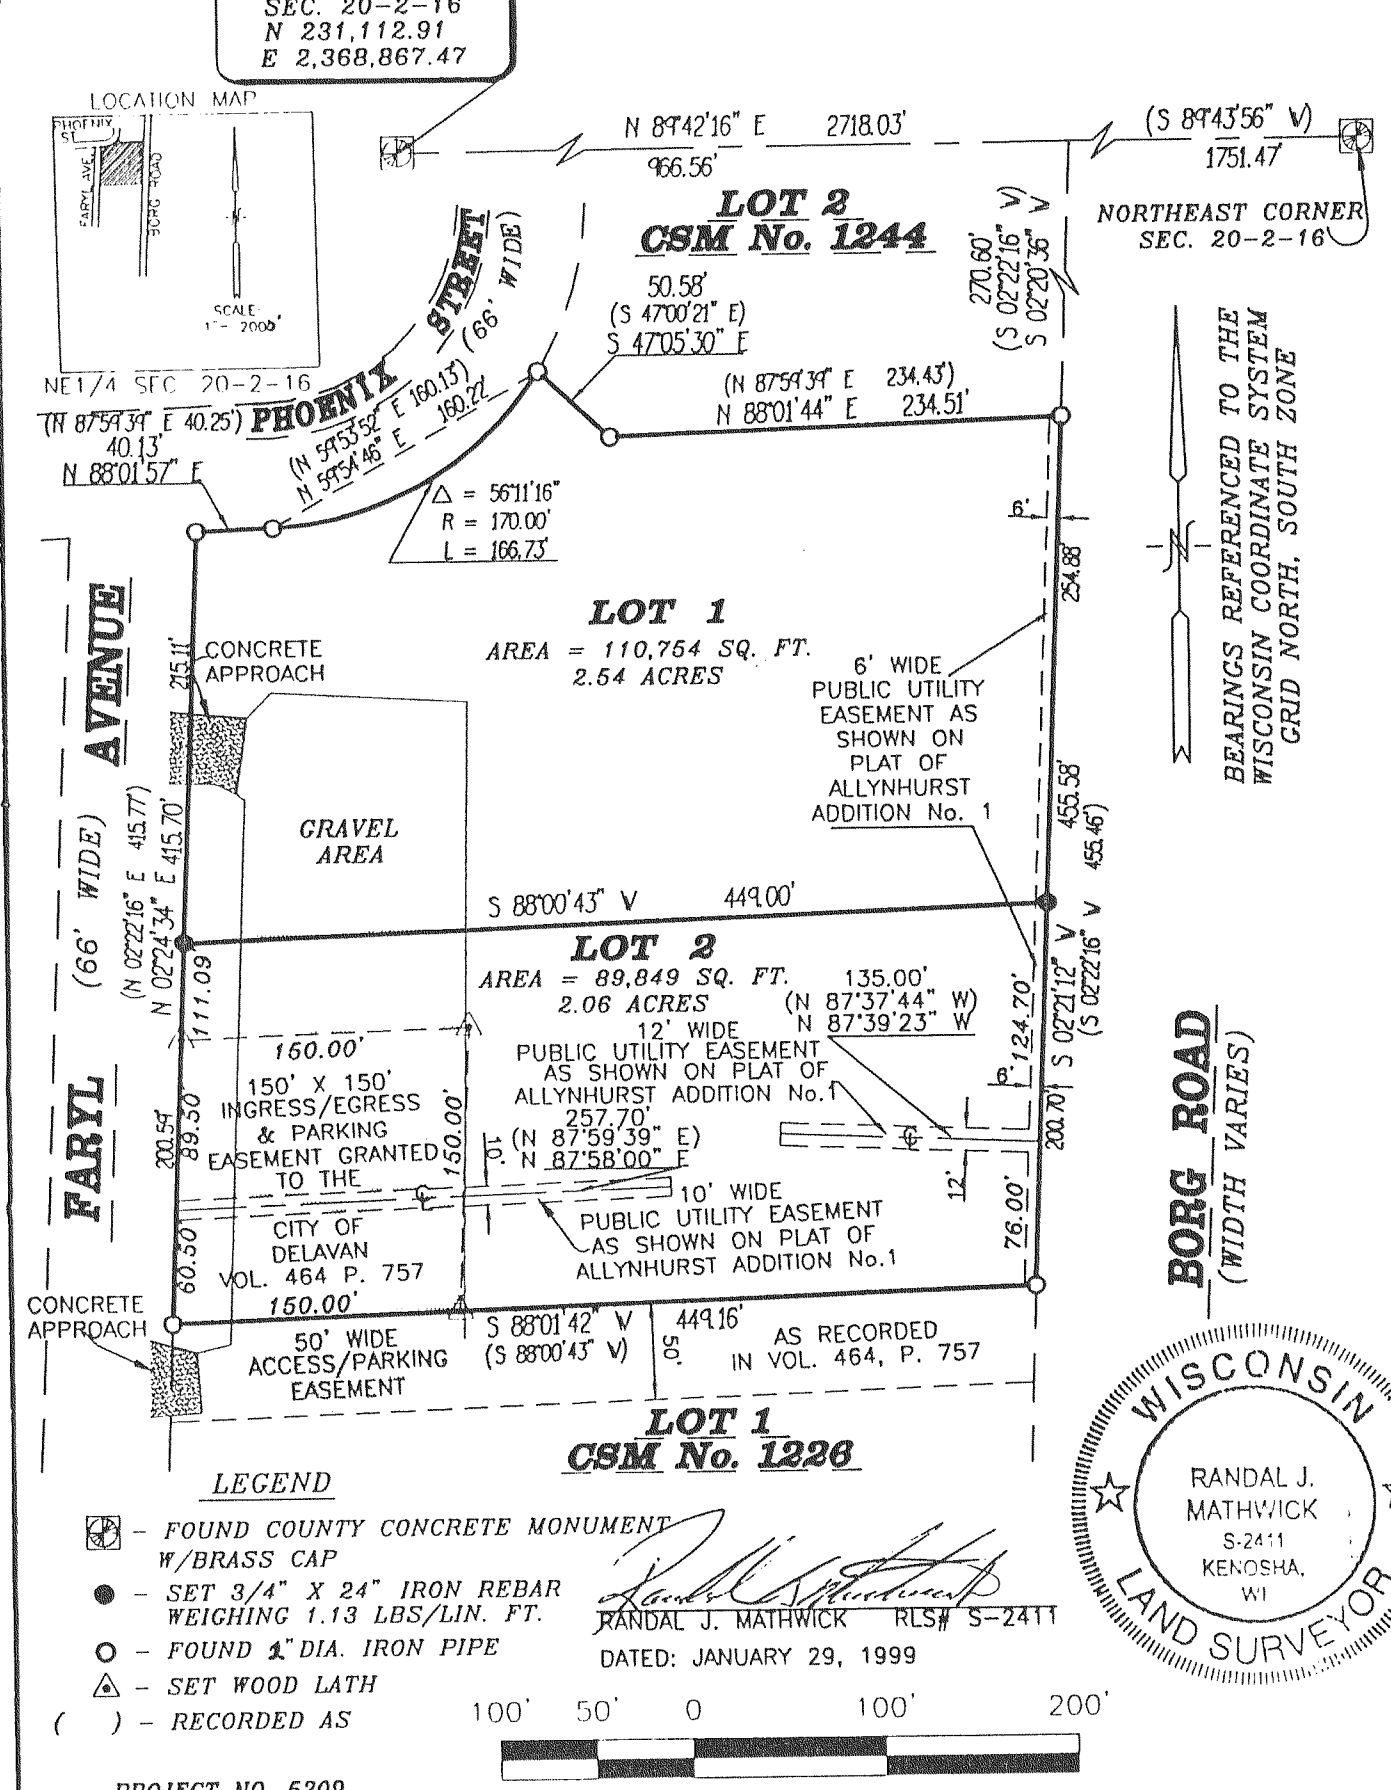 SEC. 20-2-16
N 231,112.91
E 2,368,867.47
LOCATION MAP
PHOENIX
ST
FARYL AVE
BORG ROAD
SCALE
1" - 2000'
NE1/4 SEC 20-2-16
N 89°42'16" E 2718.03'
966.56'
(S 89°43'56" W)
1751.47'
NORTHEAST CORNER
SEC. 20-2-16
LOT 2
CSM No. 1244
270.60'
(S 02°22'16" W)
S 02°20'36" W
50.58'
(S 47°00'21" E)
S 47°05'30" E
PHOENIX STREET
(66' WIDE)
(N 87°59'39" E 234.43')
N 88°01'44" E 234.51'
(N 87°59'39" E 40.25')
40.13'
N 88°01'57" E
(N 59°53'52" E 160.13')
N 59°54'46" E 160.22'
Δ = 56°11'16"
R = 170.00'
L = 166.73'
6'
254.88'
BEARINGS REFERENCED TO THE
WISCONSIN COORDINATE SYSTEM
GRID NORTH, SOUTH ZONE
N
FARYL AVENUE
(66' WIDE)
215.11'
CONCRETE
APPROACH
LOT 1
AREA = 110,754 SQ. FT.
2.54 ACRES
6' WIDE
PUBLIC UTILITY
EASEMENT AS
SHOWN ON
PLAT OF
ALLYNHURST
ADDITION No. 1
455.58'
455.46')
(N 02°22'16" E 415.77')
N 02°24'34" E 415.70'
GRAVEL
AREA
S 88°00'43" W 449.00'
LOT 2
AREA = 89,849 SQ. FT.
2.06 ACRES
135.00'
(N 87°37'44" W)
N 87°39'23" W
S 02°21'12" W
(S 02°22'16" W
111.09'
124.70'
12' WIDE
PUBLIC UTILITY EASEMENT
AS SHOWN ON PLAT OF
ALLYNHURST ADDITION No.1
6'
150.00'
150' X 150'
INGRESS/EGRESS
& PARKING
EASEMENT GRANTED
TO THE
CITY OF
DELAVAN
VOL. 464 P. 757
150.00'
150.00'
200.59'
89.50'
60.50'
257.70'
(N 87°59'39" E)
N 87°58'00" E
10'
10' WIDE
PUBLIC UTILITY EASEMENT
AS SHOWN ON PLAT OF
ALLYNHURST ADDITION No.1
12'
200.70'
76.00'
BORG ROAD
(WIDTH VARIES)
CONCRETE
APPROACH
S 88°01'42" W 449.16'
(S 88°00'43" W)
50'
50' WIDE
ACCESS/PARKING
EASEMENT
AS RECORDED
IN VOL. 464, P. 757
LOT 1
CSM No. 1226
LEGEND
- FOUND COUNTY CONCRETE MONUMENT
W/BRASS CAP
- SET 3/4" X 24" IRON REBAR
WEIGHING 1.13 LBS/LIN. FT.
- FOUND 1" DIA. IRON PIPE
- SET WOOD LATH
( ) - RECORDED AS
RANDAL J. MATHWICK RLS# S-2411
DATED: JANUARY 29, 1999
WISCONSIN
RANDAL J.
MATHWICK
S-2411
KENOSHA,
WI
LAND SURVEYOR
100' 50' 0 100' 200'
PROJECT NO. 5209